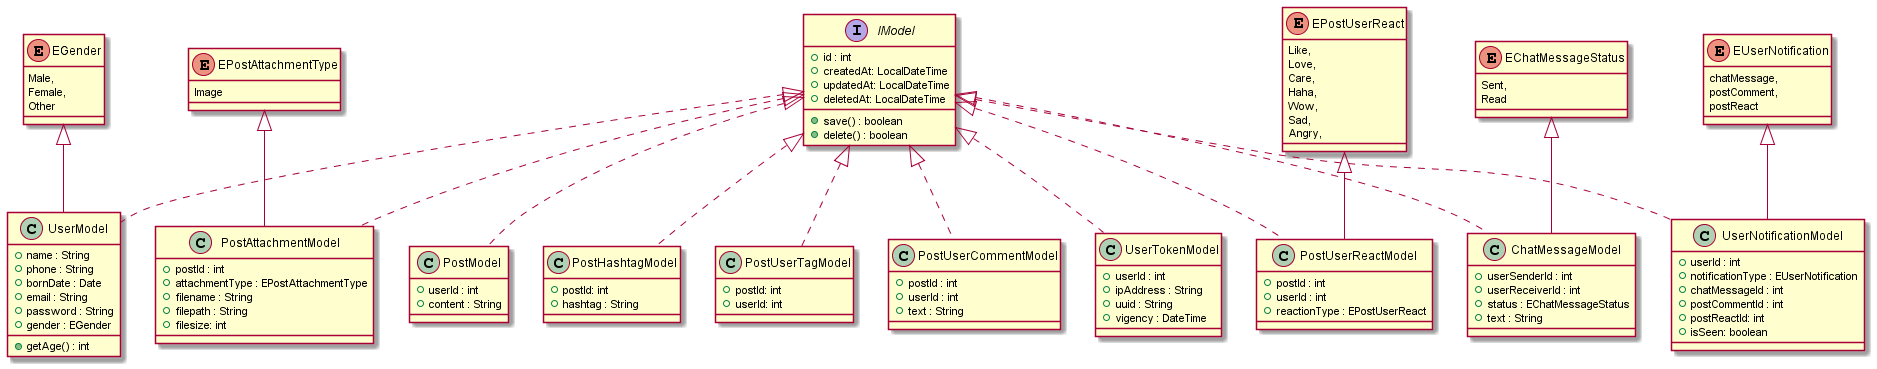 E EGender
Male,
Female,
Other
E EPostAttachmentType
Image
I IModel
id : int
createdAt: LocalDateTime
updatedAt: LocalDateTime
deletedAt: LocalDateTime
save() : boolean
delete() : boolean
E EPostUserReact
Like,
Love,
Care,
Haha,
Wow,
Sad,
Angry,
E EChatMessageStatus
Sent,
Read
E EUserNotification
chatMessage,
postComment,
postReact
C UserModel
name : String
phone : String
bornDate : Date
email : String
password : String
gender : EGender
getAge() : int
C PostAttachmentModel
postId : int
attachmentType : EPostAttachmentType
filename : String
filepath : String
filesize: int
C PostModel
userId : int
content : String
C PostHashtagModel
postId: int
hashtag : String
C PostUserTagModel
postId: int
userId: int
C PostUserCommentModel
postId : int
userId : int
text : String
C UserTokenModel
userId : int
ipAddress : String
uuid : String
vigency : DateTime
C PostUserReactModel
postId : int
userId : int
reactionType : EPostUserReact
C ChatMessageModel
userSenderId : int
userReceiverId : int
status : EChatMessageStatus
text : String
C UserNotificationModel
userId : int
notificationType : EUserNotification
chatMessageId : int
postCommentId : int
postReactId: int
isSeen: boolean